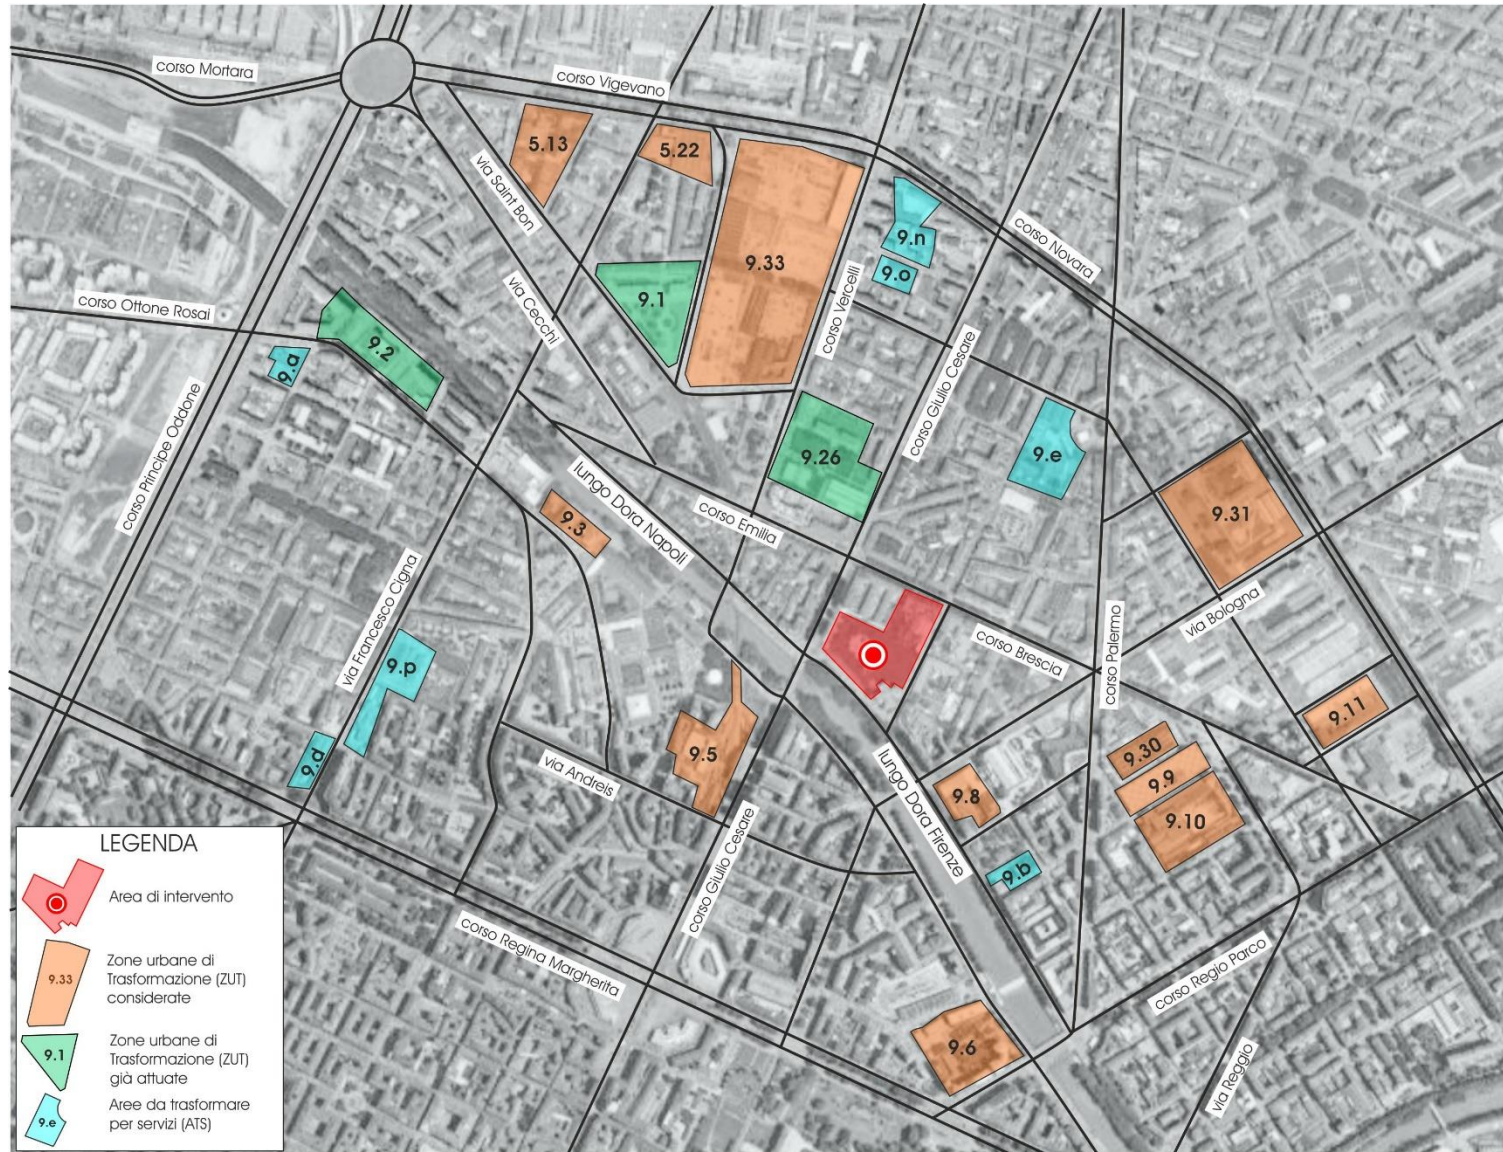 corso Mortara
corso Vigevano
5.13
5.22
via Saint Bon
9.33
9.n
9.o
corso Novara
9.1
corso Vercelli
via Cecchi
corso Ottone Rosai
9.2
9.a
corso Giulio Cesare
corso Principe Oddone
9.26
9.e
lungo Dora Napoli
corso Emilia
9.3
9.31
via Bologna
via Francesco Cigna
corso Brescia
corso Palermo
9.p
9.11
9.d
via Andreis
9.5
9.30
9.9
9.10
lungo Dora Firenze
9.8
9.b
corso Giulio Cesare
corso Regina Margherita
corso Regio Parco
9.6
via Reggio
LEGENDA
Area di intervento
9.33
Zone urbane di
Trasformazione (ZUT)
considerate
9.1
Zone urbane di
Trasformazione (ZUT)
già attuate
9.e
Aree da trasformare
per servizi (ATS)